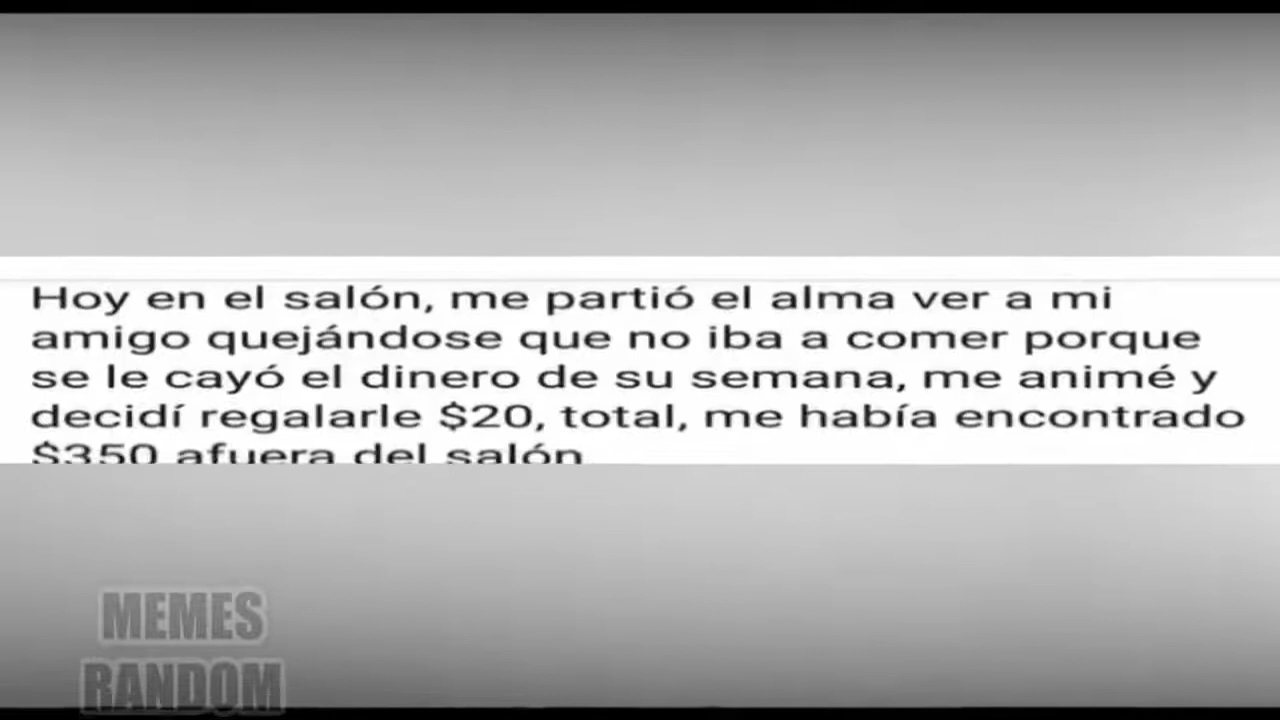 Hoy en el salón, me partió el alma ver a mi
amigo quejándose que no iba a comer porque
se le cayó el dinero de su semana, me animé y
decidí regalarle $20, total, me había encontrado
$350 afuera del salón.
MEMES
RANDOM